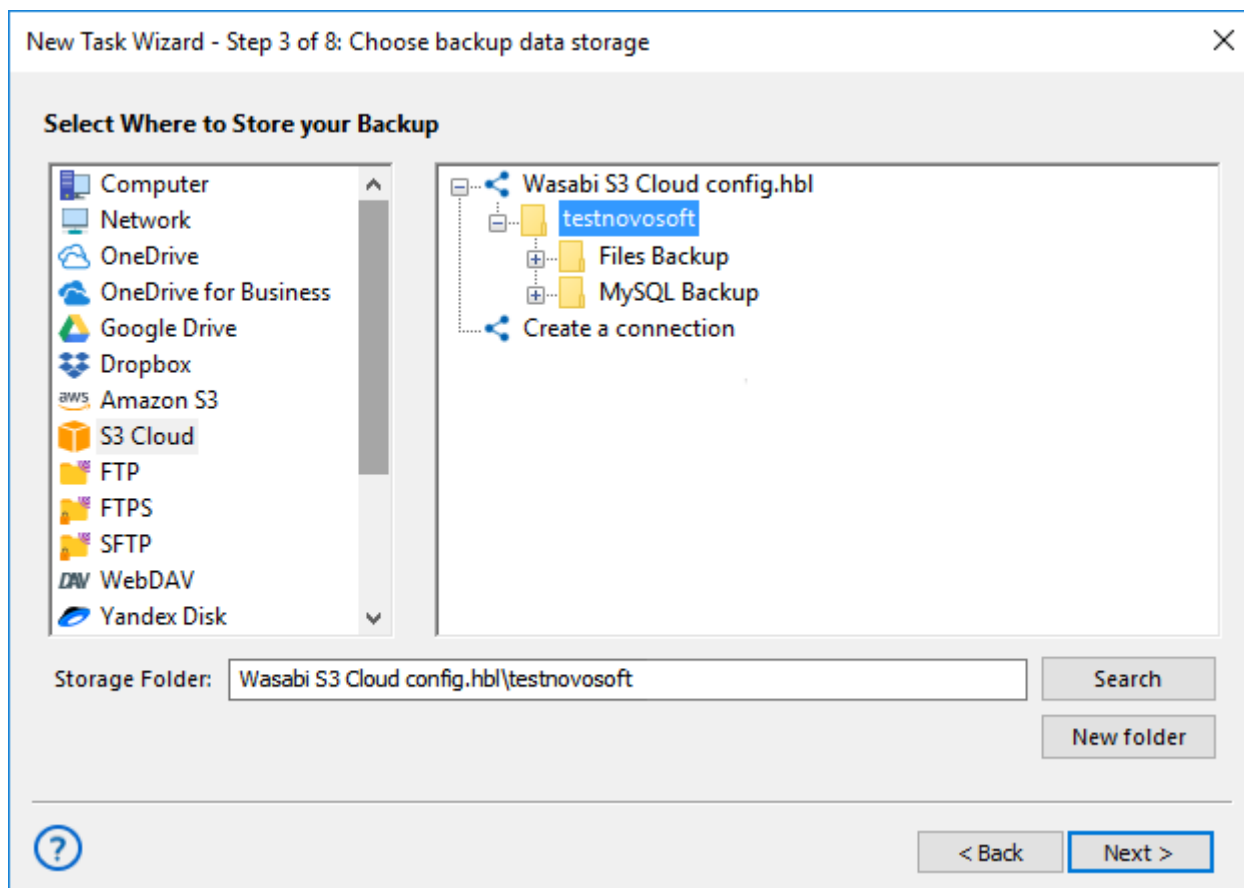 New Task Wizard - Step 3 of 8: Choose backup data storage
Select Where to Store your Backup
Computer
Network
OneDrive
OneDrive for Business
Google Drive
Dropbox
aws Amazon S3
S3 Cloud
FTP
FTPS
SFTP
DAV WebDAV
Yandex Disk
Wasabi S3 Cloud config.hbl
testnovosoft
Files Backup
MySQL Backup
Create a connection
Storage Folder: Wasabi S3 Cloud config.hbl\testnovosoft
Search
New folder
?
< Back Next >